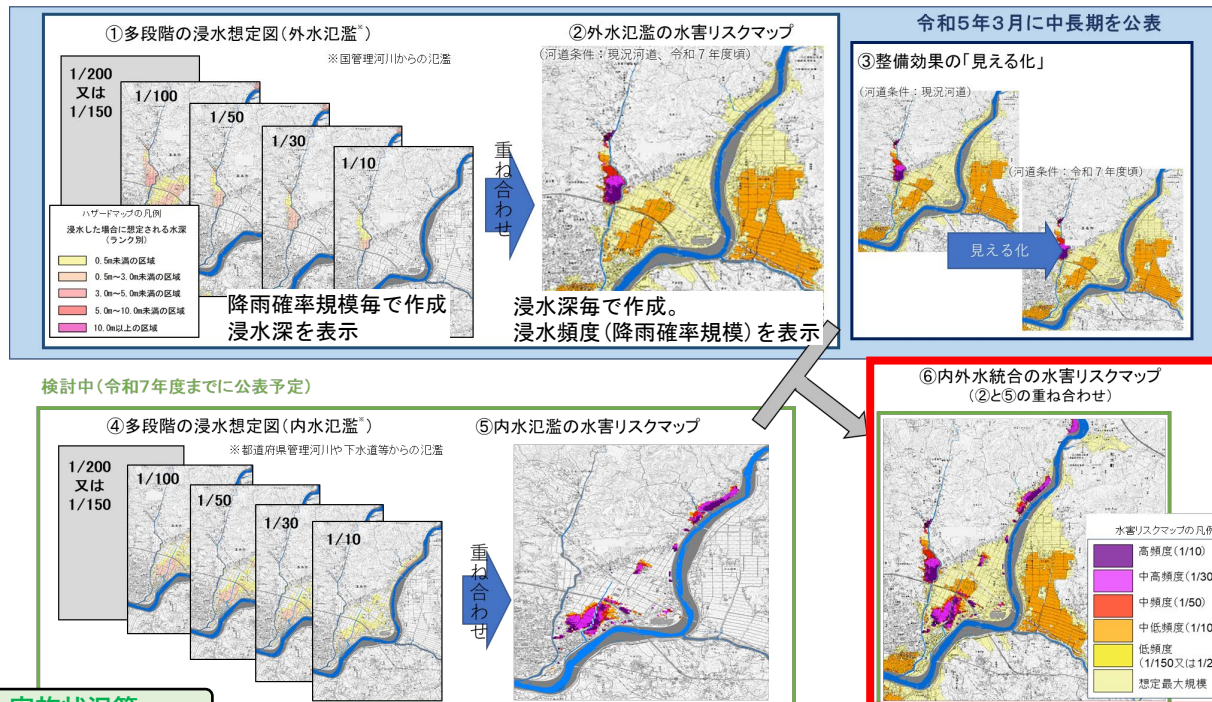 令和5年3月に中長期を公表
①多段階の浸水想定図(外水氾濫※)
※国管理河川からの氾濫
1/200
又は
1/150
1/100
1/50
1/30
1/10
ハザードマップの凡例
浸水した場合に想定される水深
(ランク別)
0.5m未満の区域
0.5m～3.0m未満の区域
3.0m～5.0m未満の区域
5.0m～10.0m未満の区域
10.0m以上の区域
降雨確率規模毎で作成
浸水深を表示
重ね合わせ
②外水氾濫の水害リスクマップ
(河道条件：現況河道、令和7年度頃)
浸水深毎で作成。
浸水頻度(降雨確率規模)を表示
③整備効果の「見える化」
(河道条件：現況河道)
(河道条件：令和7年度頃)
見える化
検討中(令和7年度までに公表予定)
④多段階の浸水想定図(内水氾濫※)
※都道府県管理河川や下水道等からの氾濫
1/200
又は
1/150
1/100
1/50
1/30
1/10
重ね合わせ
⑤内水氾濫の水害リスクマップ
⑥内外水統合の水害リスクマップ
(②と⑤の重ね合わせ)
水害リスクマップの凡例
高頻度(1/10)
中高頻度(1/30
中頻度(1/50)
中低頻度(1/10
低頻度
(1/150又は1/2
想定最大規模